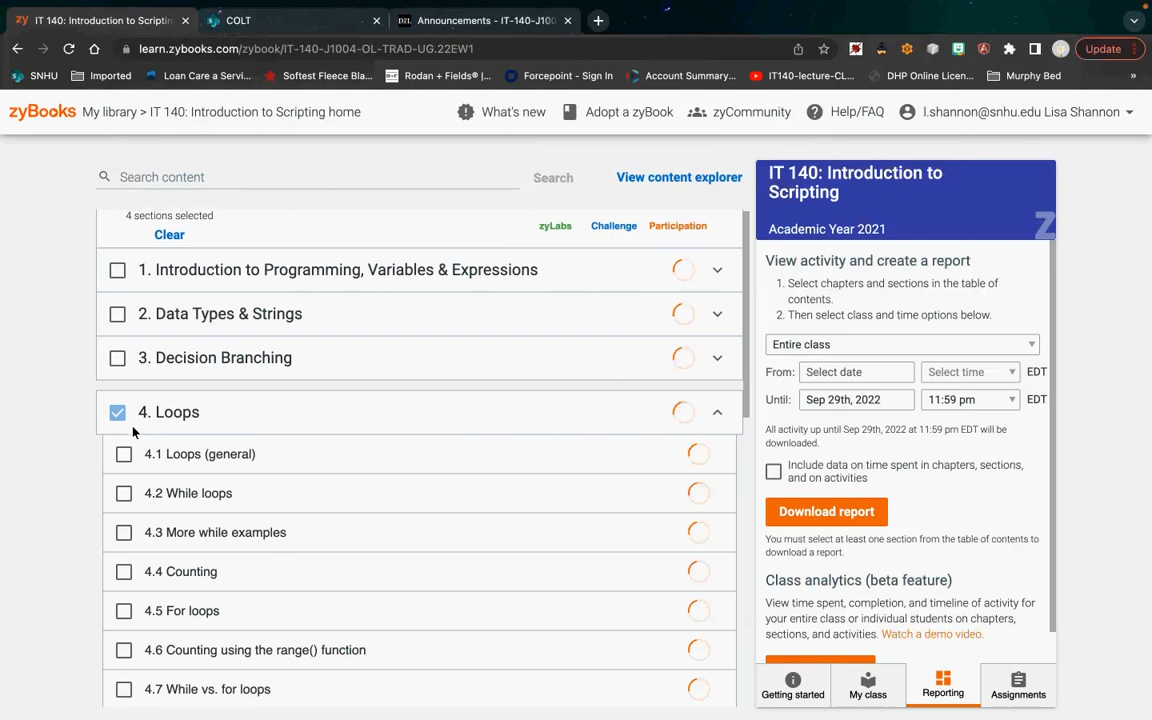 zy IT 140: Introduction to Scriptin
COLT
D2L Announcements - IT-140-J100
learn.zybooks.com/zybook/IT-140-J1004-OL-TRAD-UG.22EW1
Update
SNHU
Imported
Loan Care a Servi...
Softest Fleece Bla...
Rodan + Fields® |...
Forcepoint - Sign In
Account Summary...
IT140-lecture-CL...
DHP Online Licen...
Murphy Bed
»
zyBooks My library > IT 140: Introduction to Scripting home
What's new
Adopt a zyBook
zyCommunity
Help/FAQ
l.shannon@snhu.edu Lisa Shannon
Search content
Search
View content explorer
4 sections selected
Clear
zyLabs
Challenge
Participation
1. Introduction to Programming, Variables & Expressions
2. Data Types & Strings
3. Decision Branching
4. Loops
4.1 Loops (general)
4.2 While loops
4.3 More while examples
4.4 Counting
4.5 For loops
4.6 Counting using the range() function
4.7 While vs. for loops
IT 140: Introduction to
Scripting
Academic Year 2021
View activity and create a report
1. Select chapters and sections in the table of
contents.
2. Then select class and time options below.
Entire class
From: Select date Select time EDT
Until: Sep 29th, 2022 11:59 pm EDT
All activity up until Sep 29th, 2022 at 11:59 pm EDT will be
downloaded.
Include data on time spent in chapters, sections,
and on activities
Download report
You must select at least one section from the table of contents to
download a report.
Class analytics (beta feature)
View time spent, completion, and timeline of activity for
your entire class or individual students on chapters,
sections, and activities. Watch a demo video.
Getting started
My class
Reporting
Assignments